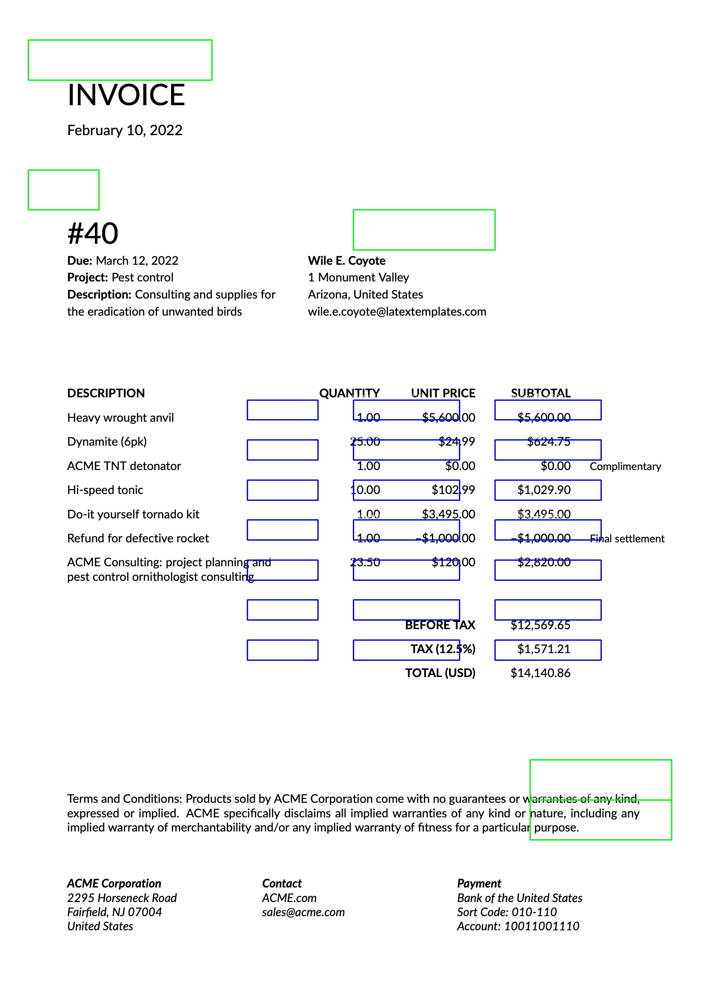 INVOICE
February 10, 2022
#40
Due: March 12, 2022
Project: Pest control
Description: Consulting and supplies for
the eradication of unwanted birds
Wile E. Coyote
1 Monument Valley
Arizona, United States
wile.e.coyote@latextemplates.com
DESCRIPTION QUANTITY UNIT PRICE SUBTOTAL
Heavy wrought anvil 1.00 $5,600.00 $5,600.00
Dynamite (6pk) 25.00 $24.99 $624.75
ACME TNT detonator 1.00 $0.00 $0.00 Complimentary
Hi-speed tonic 10.00 $102.99 $1,029.90
Do-it yourself tornado kit 1.00 $3,495.00 $3,495.00
Refund for defective rocket 1.00 –$1,000.00 –$1,000.00 Final settlement
ACME Consulting: project planning and 23.50 $120.00 $2,820.00
pest control ornithologist consulting
BEFORE TAX $12,569.65
TAX (12.5%) $1,571.21
TOTAL (USD) $14,140.86
Terms and Conditions: Products sold by ACME Corporation come with no guarantees or warranties of any kind,
expressed or implied. ACME specifically disclaims all implied warranties of any kind or nature, including any
implied warranty of merchantability and/or any implied warranty of fitness for a particular purpose.
ACME Corporation
2295 Horseneck Road
Fairfield, NJ 07004
United States
Contact
ACME.com
sales@acme.com
Payment
Bank of the United States
Sort Code: 010-110
Account: 10011001110